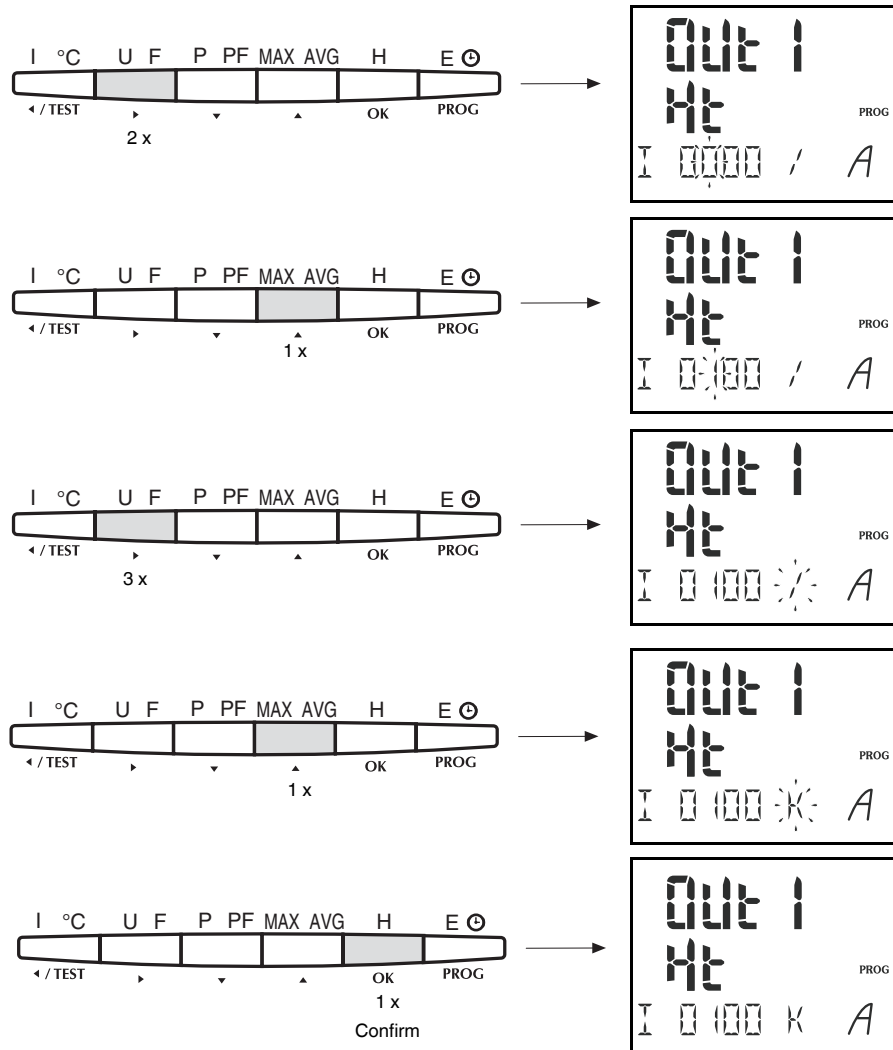 I °C U F P PF MAX AVG H E
/ TEST OK PROG
2 x
OUt 1
Ht
PROG
I 0000 / A
I °C U F P PF MAX AVG H E
/ TEST OK PROG
1 x
OUt 1
Ht
PROG
I 0100 / A
I °C U F P PF MAX AVG H E
/ TEST OK PROG
3 x
OUt 1
Ht
PROG
I 0100 / A
I °C U F P PF MAX AVG H E
/ TEST OK PROG
1 x
OUt 1
Ht
PROG
I 0100 K A
I °C U F P PF MAX AVG H E
/ TEST OK PROG
1 x
Confirm
OUt 1
Ht
PROG
I 0100 K A